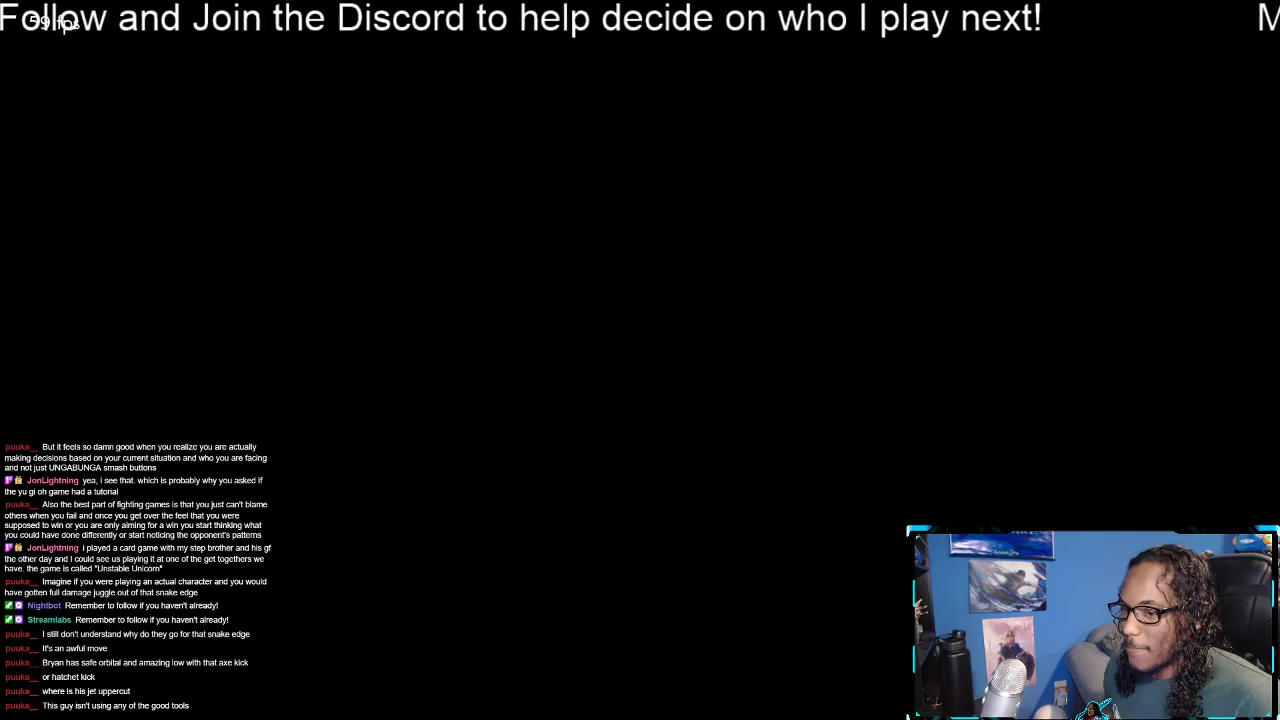 Follow and Join the Discord to help decide on who I play next!
M
59 fps
puuka__ But it feels so damn good when you realize you are actually
making decisions based on your current situation and who you are facing
and not just UNGABUNGA smash buttons
JonLightning yea, i see that. which is probably why you asked if
the yu gi oh game had a tutorial
puuka__ Also the best part of fighting games is that you just can't blame
others when you fail and once you get over the feel that you were
supposed to win or you are only aiming for a win you start thinking what
you could have done differently or start noticing the opponent's patterns
JonLightning I played a card game with my step brother and his gf
the other day and I could see us playing it at one of the get togethers we
have. the game is called "Unstable Unicorn"
puuka__ Imagine if you were playing an actual character and you would
have gotten full damage juggle out of that snake edge
Nightbot Remember to follow if you haven't already!
Streamlabs Remember to follow if you haven't already!
puuka__ I still don't understand why do they go for that snake edge
puuka__ It's an awful move
puuka__ Bryan has safe orbital and amazing low with that axe kick
puuka__ or hatchet kick
puuka__ where is his jet uppercut
puuka__ This guy isn't using any of the good tools